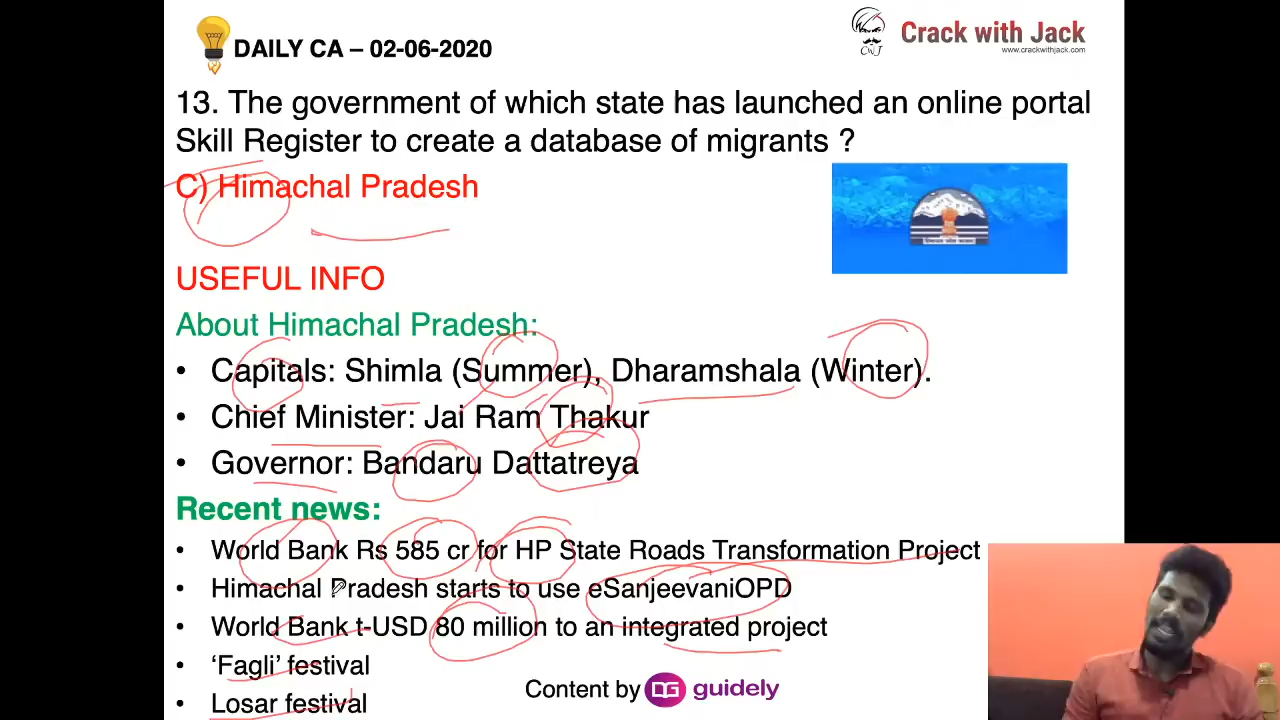 DAILY CA – 02-06-2020
Crack with Jack
www.crackwithjack.com
CWJ
13. The government of which state has launched an online portal
Skill Register to create a database of migrants ?
C) Himachal Pradesh
USEFUL INFO
About Himachal Pradesh:
• Capitals: Shimla (Summer), Dharamshala (Winter).
• Chief Minister: Jai Ram Thakur
• Governor: Bandaru Dattatreya
Recent news:
• World Bank Rs 585 cr for HP State Roads Transformation Project
• Himachal Pradesh starts to use eSanjeevaniOPD
• World Bank t-USD 80 million to an integrated project
• ‘Fagli’ festival
• Losar festival
Content by guidely